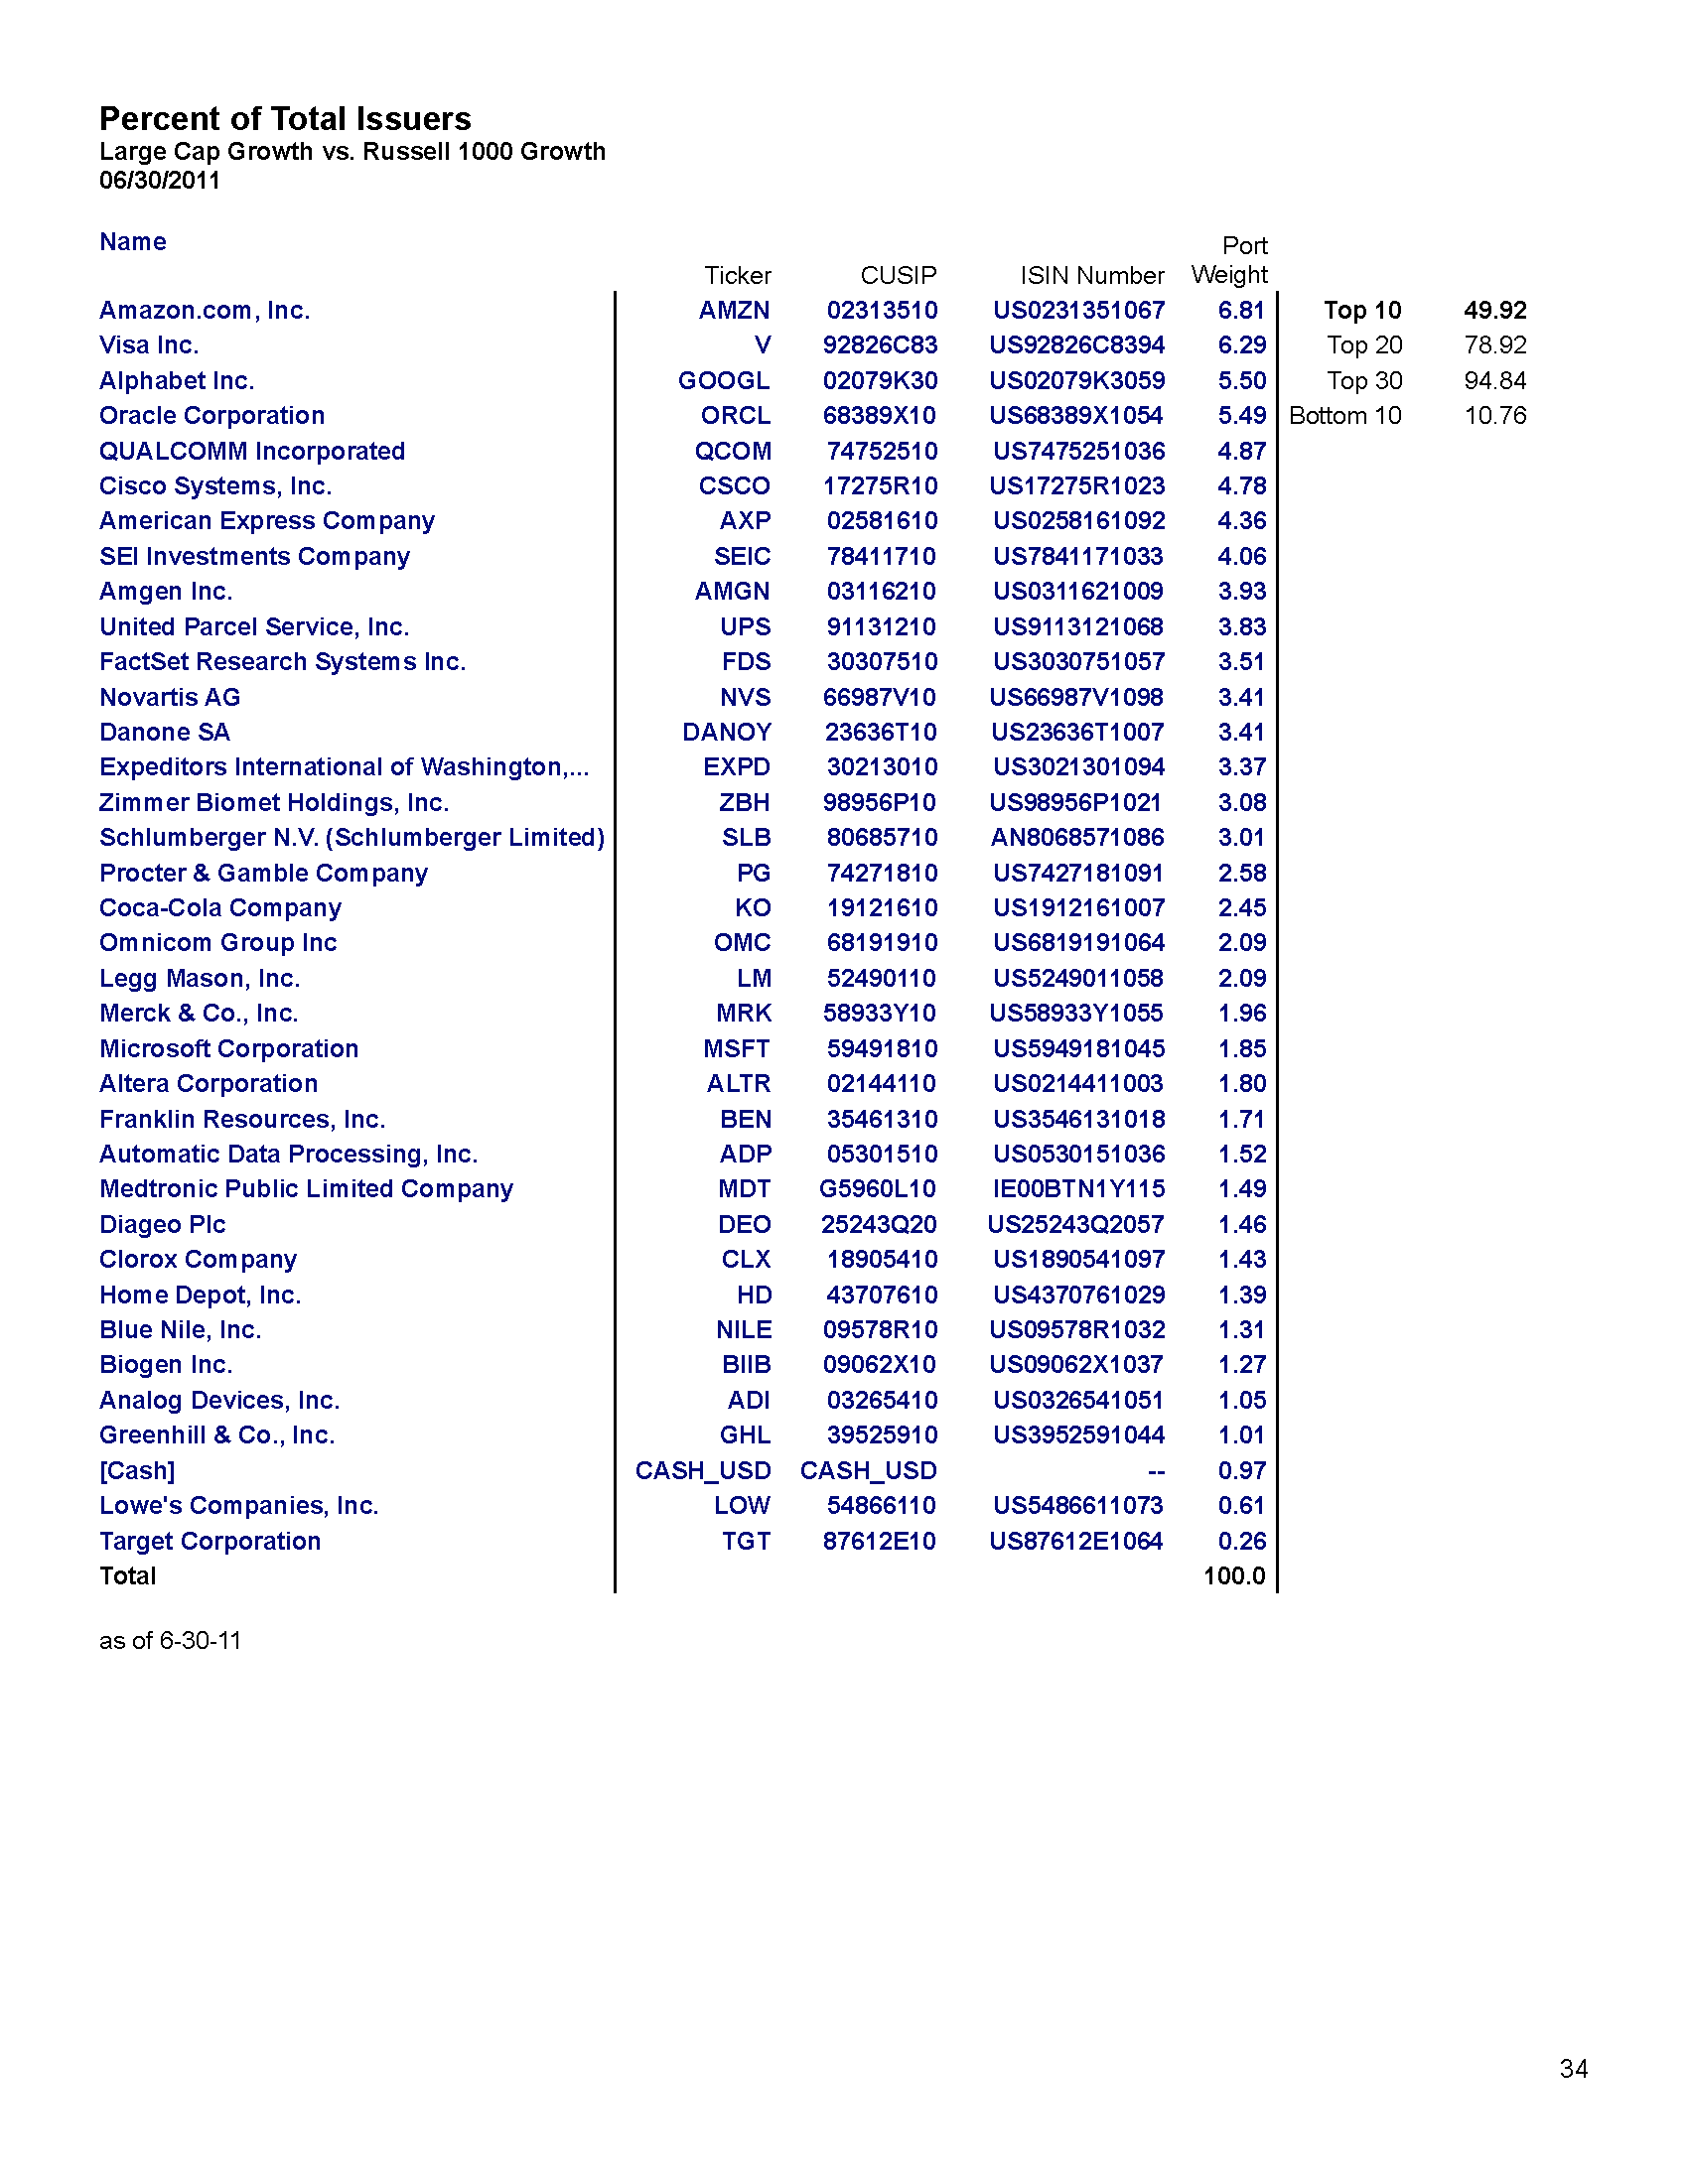 Percent of Total Issuers
Large Cap Growth vs. Russell 1000 Growth
06/30/2011
Name Ticker CUSIP ISIN Number Port Weight
Amazon.com, Inc. AMZN 02313510 US0231351067 6.81 Top 10 49.92
Visa Inc. V 92826C83 US92826C8394 6.29 Top 20 78.92
Alphabet Inc. GOOGL 02079K30 US02079K3059 5.50 Top 30 94.84
Oracle Corporation ORCL 68389X10 US68389X1054 5.49 Bottom 10 10.76
QUALCOMM Incorporated QCOM 74752510 US7475251036 4.87
Cisco Systems, Inc. CSCO 17275R10 US17275R1023 4.78
American Express Company AXP 02581610 US0258161092 4.36
SEI Investments Company SEIC 78411710 US7841171033 4.06
Amgen Inc. AMGN 03116210 US0311621009 3.93
United Parcel Service, Inc. UPS 91131210 US9113121068 3.83
FactSet Research Systems Inc. FDS 30307510 US3030751057 3.51
Novartis AG NVS 66987V10 US66987V1098 3.41
Danone SA DANOY 23636T10 US23636T1007 3.41
Expeditors International of Washington,... EXPD 30213010 US3021301094 3.37
Zimmer Biomet Holdings, Inc. ZBH 98956P10 US98956P1021 3.08
Schlumberger N.V. (Schlumberger Limited) SLB 80685710 AN8068571086 3.01
Procter & Gamble Company PG 74271810 US7427181091 2.58
Coca-Cola Company KO 19121610 US1912161007 2.45
Omnicom Group Inc OMC 68191910 US6819191064 2.09
Legg Mason, Inc. LM 52490110 US5249011058 2.09
Merck & Co., Inc. MRK 58933Y10 US58933Y1055 1.96
Microsoft Corporation MSFT 59491810 US5949181045 1.85
Altera Corporation ALTR 02144110 US0214411003 1.80
Franklin Resources, Inc. BEN 35461310 US3546131018 1.71
Automatic Data Processing, Inc. ADP 05301510 US0530151036 1.52
Medtronic Public Limited Company MDT G5960L10 IE00BTN1Y115 1.49
Diageo Plc DEO 25243Q20 US25243Q2057 1.46
Clorox Company CLX 18905410 US1890541097 1.43
Home Depot, Inc. HD 43707610 US4370761029 1.39
Blue Nile, Inc. NILE 09578R10 US09578R1032 1.31
Biogen Inc. BIIB 09062X10 US09062X1037 1.27
Analog Devices, Inc. ADI 03265410 US0326541051 1.05
Greenhill & Co., Inc. GHL 39525910 US3952591044 1.01
[Cash] CASH_USD CASH_USD -- 0.97
Lowe's Companies, Inc. LOW 54866110 US5486611073 0.61
Target Corporation TGT 87612E10 US87612E1064 0.26
Total 100.0
as of 6-30-11
34